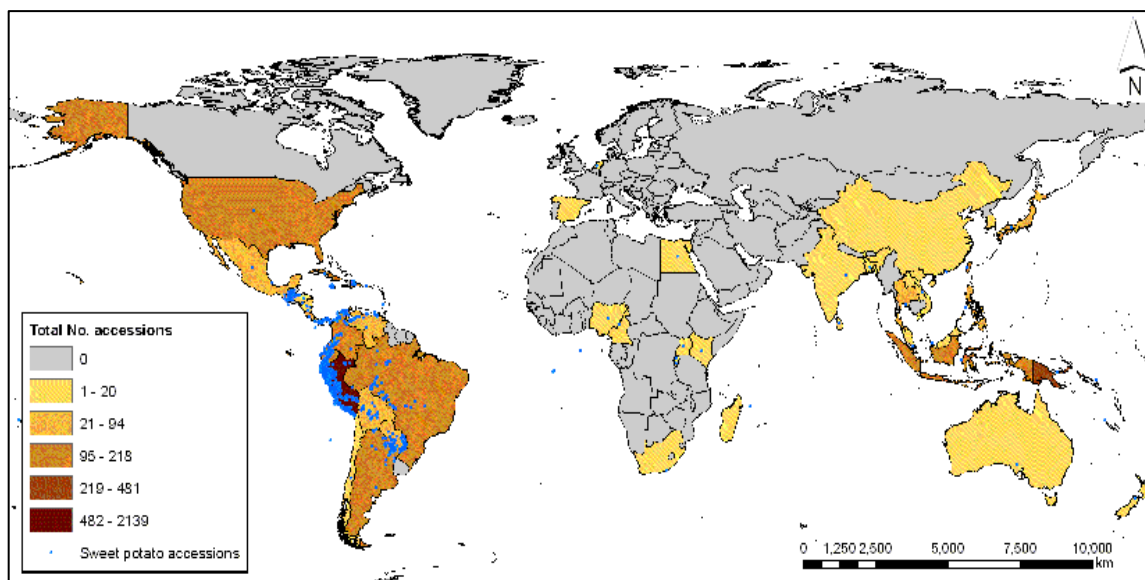 N
Total No. accessions
0
1 - 20
21 - 94
95 - 218
219 - 481
482 - 2139
Sweet potato accessions
0 1,250 2,500 5,000 7,500 10,000
km